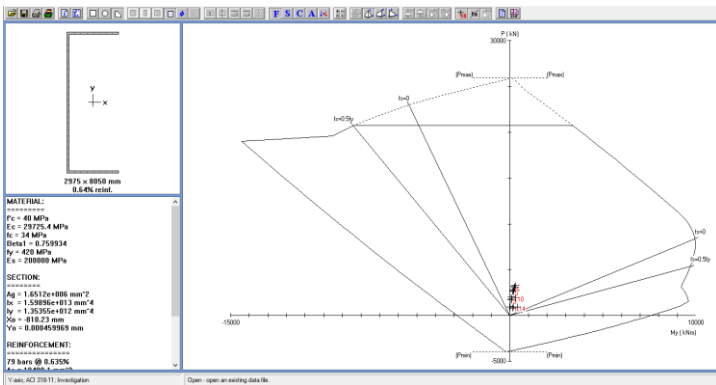 F S C A
y
x
2975 x 8050 mm
0.64% reinf.
MATERIAL:
=========
f'c = 40 MPa
Ec = 29725.4 MPa
fc = 34 MPa
Beta1 = 0.759934
fy = 420 MPa
Es = 200000 MPa
SECTION:
========
Ag = 1.6512e+006 mm^2
Ix = 1.59896e+013 mm^4
Iy = 1.35355e+012 mm^4
Xo = -810.23 mm
Yo = 0.000459969 mm
REINFORCEMENT:
===============
79 bars @ 0.635%
P (kN)
30000
(Pmax)
(Pmax)
fs=0
fs=0.5fy
fs=0
fs=0.5fy
10
14
-15000
10000
My (kNm)
(Pmin)
(Pmin)
-5000
Y-axis; ACI 318-11; Investigation
Open - open an existing data file.